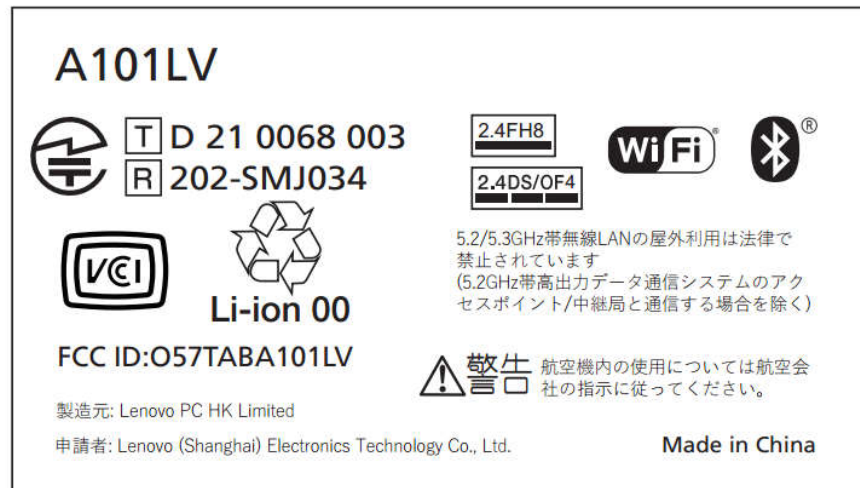 A101LV
T D 21 0068 003
R 202-SMJ034
2.4FH8
2.4DS/OF4
Wi Fi ®
®
VCI
Li-ion 00
5.2/5.3GHz帯無線LANの屋外利用は法律で
禁止されています
(5.2GHz帯高出力データ通信システムのアク
セスポイント/中継局と通信する場合を除く)
FCC ID:O57TABA101LV
警告 航空機内の使用については航空会
社の指示に従ってください。
製造元: Lenovo PC HK Limited
申請者: Lenovo (Shanghai) Electronics Technology Co., Ltd.
Made in China